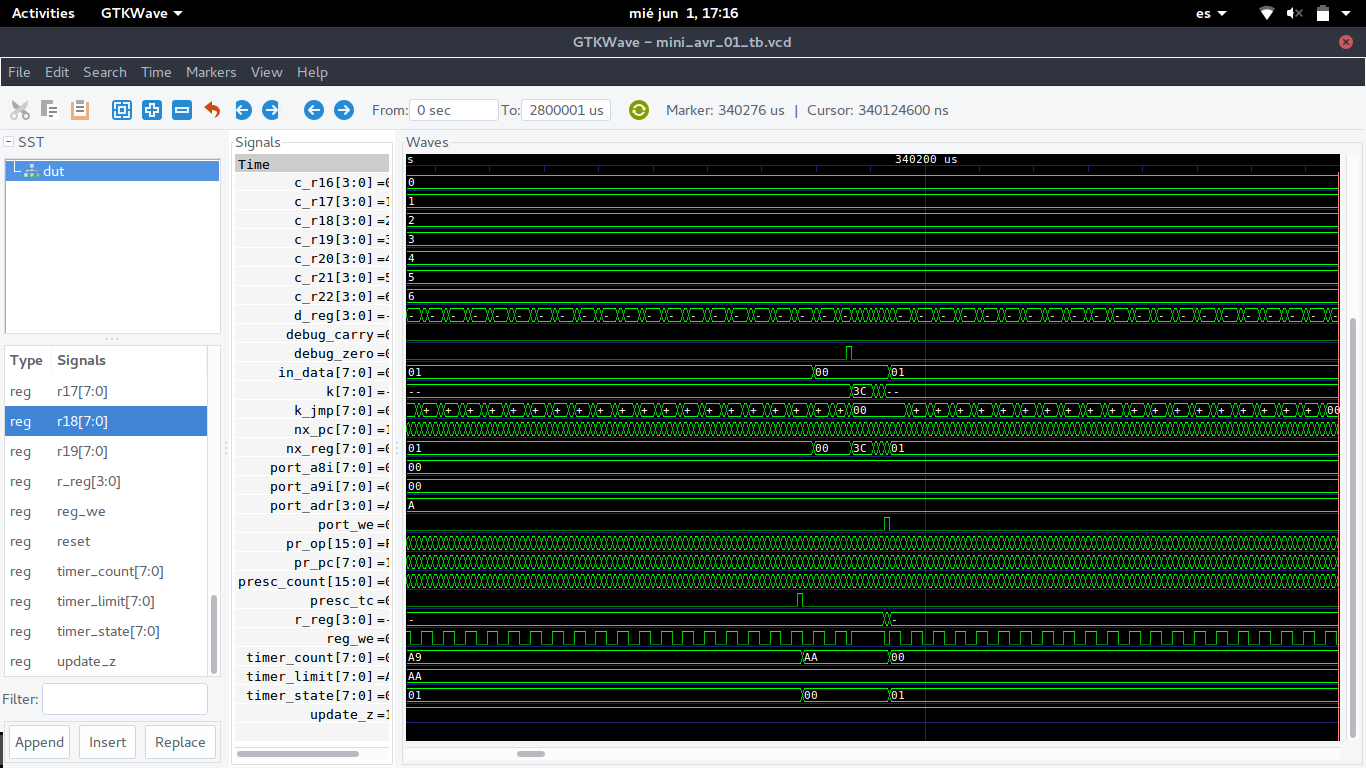 Activities GTKWave mié jun 1, 17:16 es
GTKWave – mini_avr_01_tb.vcd
File Edit Search Time Markers View Help
From: 0 sec To: 2800001 us Marker: 340276 us | Cursor: 340124600 ns
SST
dut
Type Signals
reg r17[7:0]
reg r18[7:0]
reg r19[7:0]
reg r_reg[3:0]
reg reg_we
reg reset
reg timer_count[7:0]
reg timer_limit[7:0]
reg timer_state[7:0]
reg update_z
Filter:
Append Insert Replace
Signals
Time
c_r16[3:0] =0
c_r17[3:0] =1
c_r18[3:0] =2
c_r19[3:0] =3
c_r20[3:0] =4
c_r21[3:0] =5
c_r22[3:0] =6
d_reg[3:0] =-
debug_carry =0
debug_zero =0
in_data[7:0] =0
k[7:0] =-
k_jmp[7:0] =0
nx_pc[7:0] =1
nx_reg[7:0] =0
port_a8i[7:0] =0
port_a9i[7:0] =0
port_adr[3:0] =A
port_we =0
pr_op[15:0] =F
pr_pc[7:0] =1
presc_count[15:0] =0
presc_tc =0
r_reg[3:0] =-
reg_we =0
timer_count[7:0] =0
timer_limit[7:0] =A
timer_state[7:0] =0
update_z =1
Waves
s 340200 us
0
1
2
3
4
5
6
- - - - - - - - - - - - - - - - - - - - - - - - - - - - - - - - - - - - - - -
01 00 01
-- 3C --
+ + + + + + + + + + + + + + + + + + + + 00 + + + + + + + + + + + + + + + + + + 00
01 00 3C 01
00
00
A
- -
A9 AA 00
AA
01 00 01